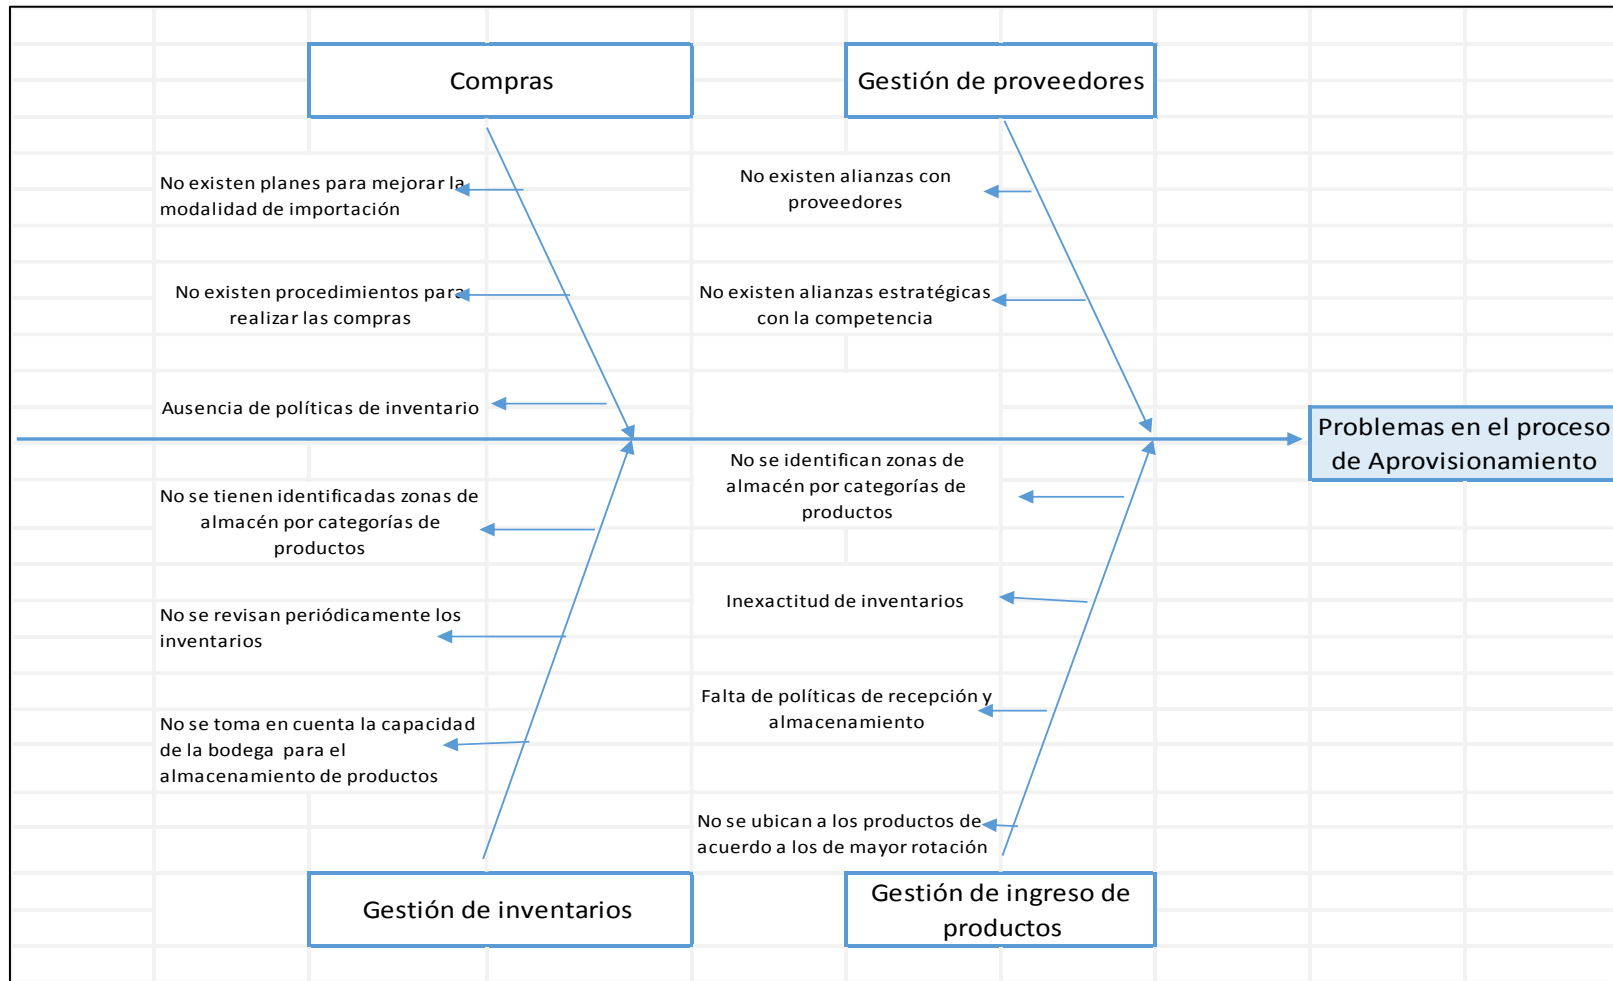 Compras
Gestión de proveedores
No existen planes para mejorar la
modalidad de importación
No existen alianzas con
proveedores
No existen procedimientos para
realizar las compras
No existen alianzas estratégicas
con la competencia
Ausencia de políticas de inventario
Problemas en el proceso
de Aprovisionamiento
No se tienen identificadas zonas de
almacén por categorías de
productos
No se identifican zonas de
almacén por categorías de
productos
No se revisan periódicamente los
inventarios
Inexactitud de inventarios
No se toma en cuenta la capacidad
de la bodega para el
almacenamiento de productos
Falta de políticas de recepción y
almacenamiento
No se ubican a los productos de
acuerdo a los de mayor rotación
Gestión de inventarios
Gestión de ingreso de
productos